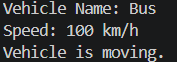 Vehicle Name: Bus
Speed: 100 km/h
Vehicle is moving.